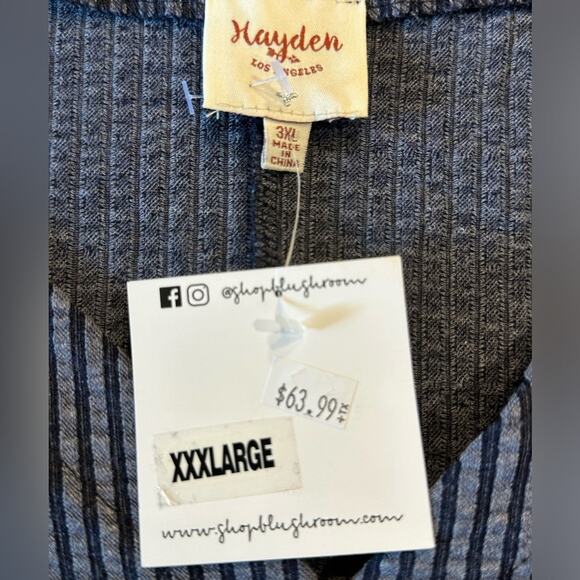 Hayden
LOS ANGELES
3XL
MADE
IN
CHINA
@shopblushroom
$63.99
+TX
XXXLARGE
www.shopblushroom.com